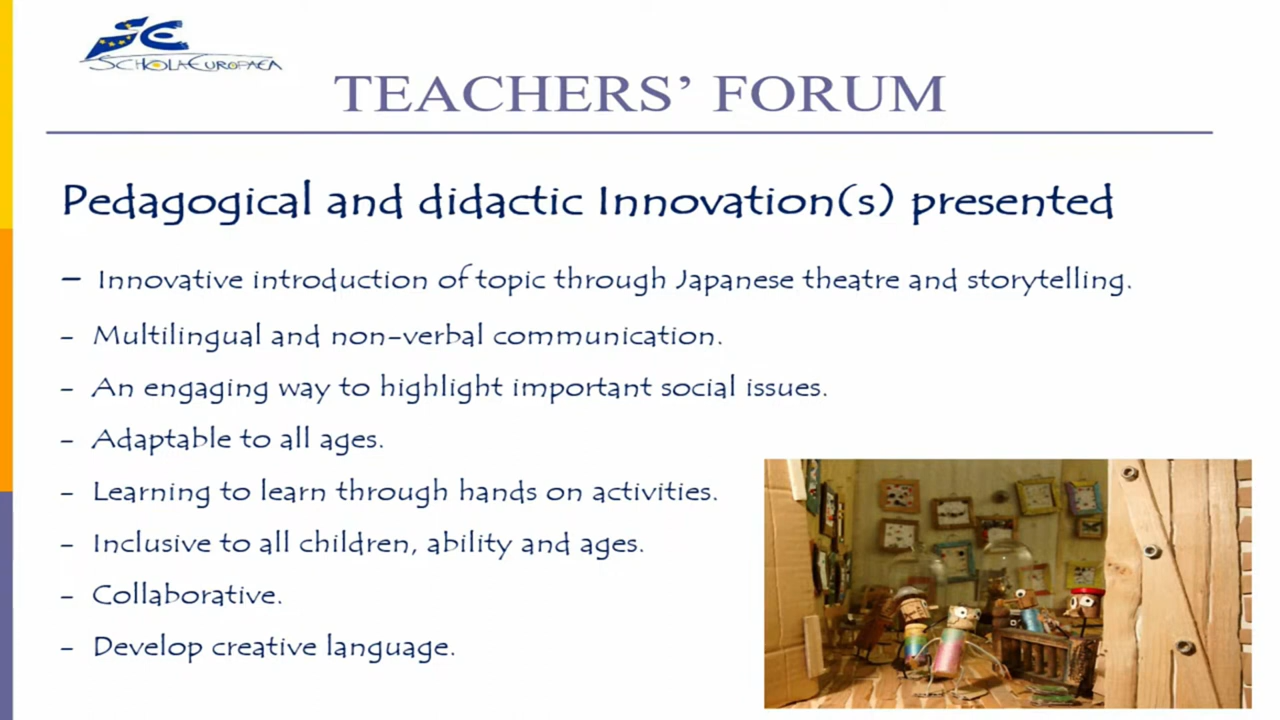 SCHOLA EUROPAEA
TEACHERS' FORUM
Pedagogical and didactic Innovation(s) presented
- Innovative introduction of topic through Japanese theatre and storytelling.
- Multilingual and non-verbal communication.
- An engaging way to highlight important social issues.
- Adaptable to all ages.
- Learning to learn through hands on activities.
- Inclusive to all children, ability and ages.
- Collaborative.
- Develop creative language.